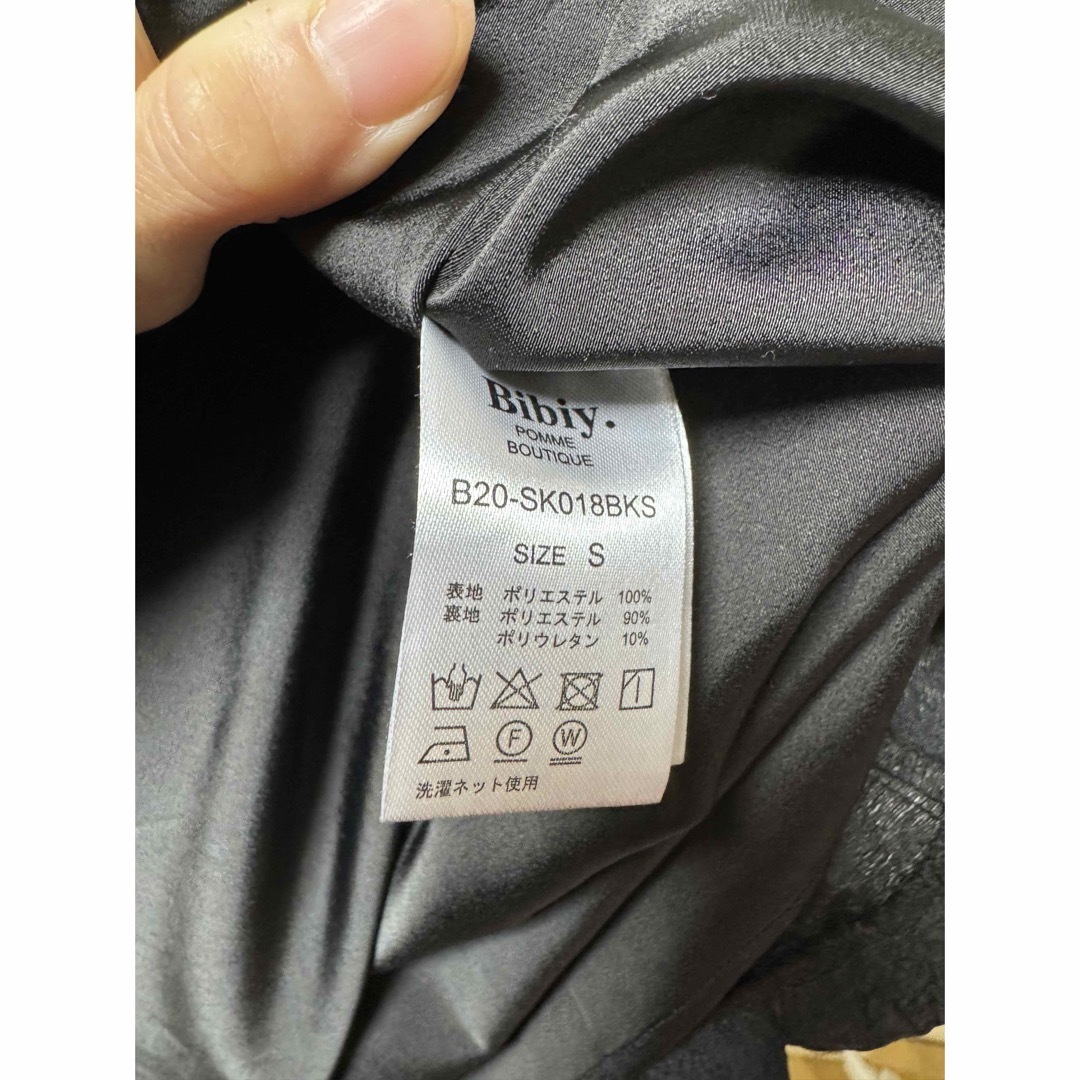 Bibiy.
POMME
BOUTIQUE
B20-SK018BKS
SIZE S
表地 ポリエステル 100%
裏地 ポリエステル 90%
ポリウレタン 10%
F W
洗濯ネット使用